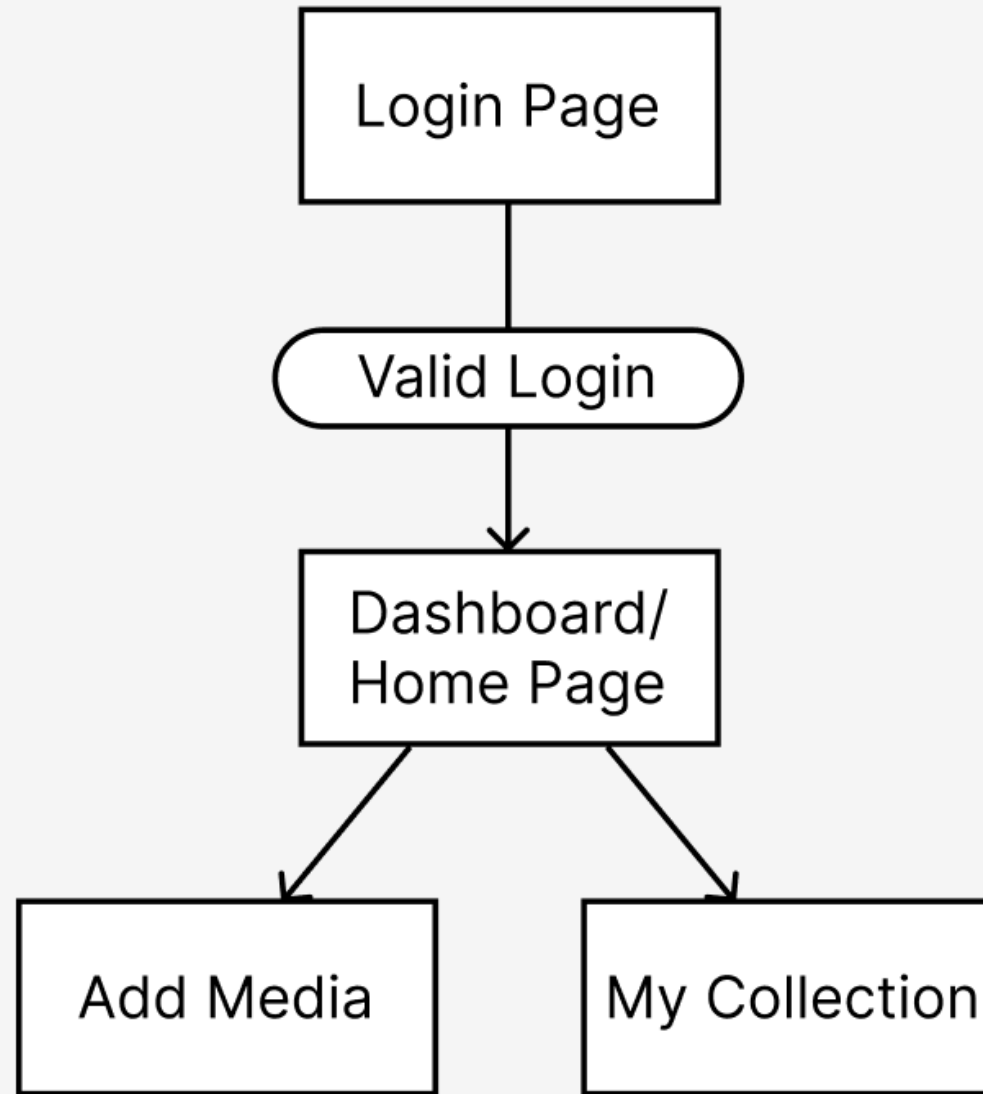 Login Page
Valid Login
Dashboard/
Home Page
Add Media
My Collection